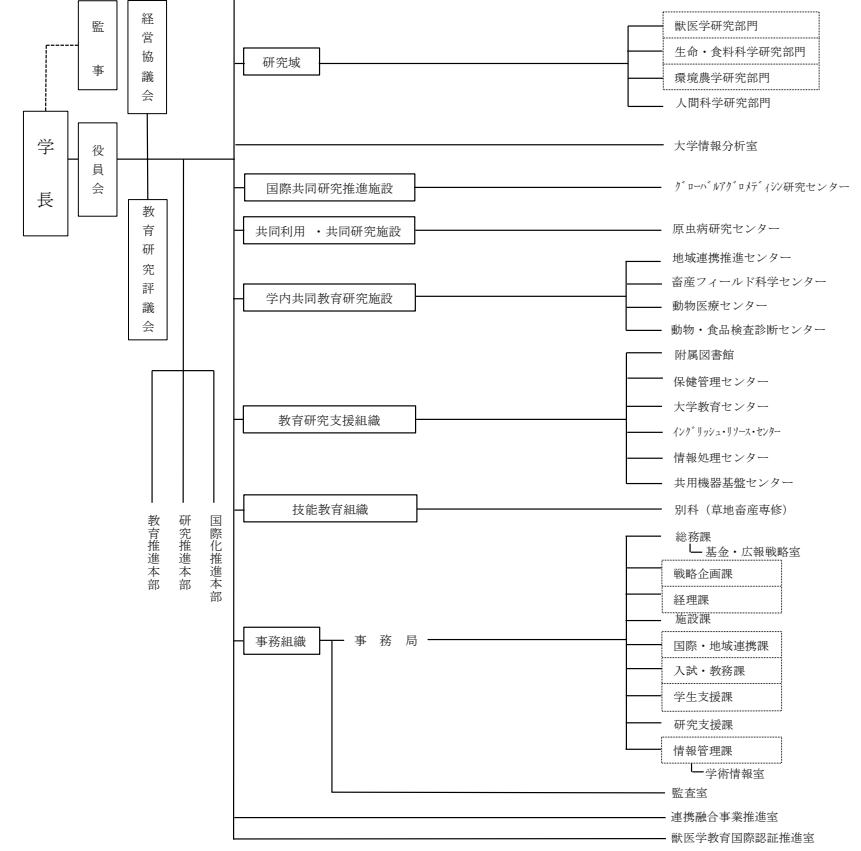 監事
経営協議会
学長
役員会
教育研究評議会
教育推進本部
研究推進本部
国際化推進本部
研究域
獣医学研究部門
生命・食料科学研究部門
環境農学研究部門
人間科学研究部門
大学情報分析室
国際共同研究推進施設
グローバルアグロメディシン研究センター
共同利用 ・共同研究施設
原虫病研究センター
学内共同教育研究施設
地域連携推進センター
畜産フィールド科学センター
動物医療センター
動物・食品検査診断センター
教育研究支援組織
附属図書館
保健管理センター
大学教育センター
イングリッシュ・リソース・センター
情報処理センター
共用機器基盤センター
技能教育組織
別科（草地畜産専修）
事務組織
事 務 局
総務課
基金・広報戦略室
戦略企画課
経理課
施設課
国際・地域連携課
入試・教務課
学生支援課
研究支援課
情報管理課
学術情報室
監査室
連携融合事業推進室
獣医学教育国際認証推進室